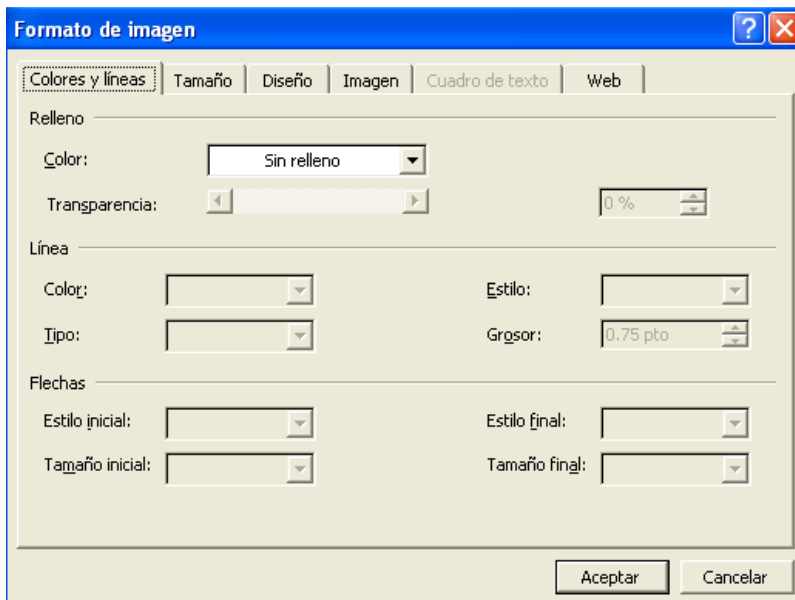 Formato de imagen ?
Colores y líneas Tamaño Diseño Imagen Cuadro de texto Web
Relleno
Color: Sin relleno
Transparencia: 0 %
Línea
Color: Estilo:
Tipo: Grosor: 0.75 pto
Flechas
Estilo inicial: Estilo final:
Tamaño inicial: Tamaño final:
Aceptar Cancelar